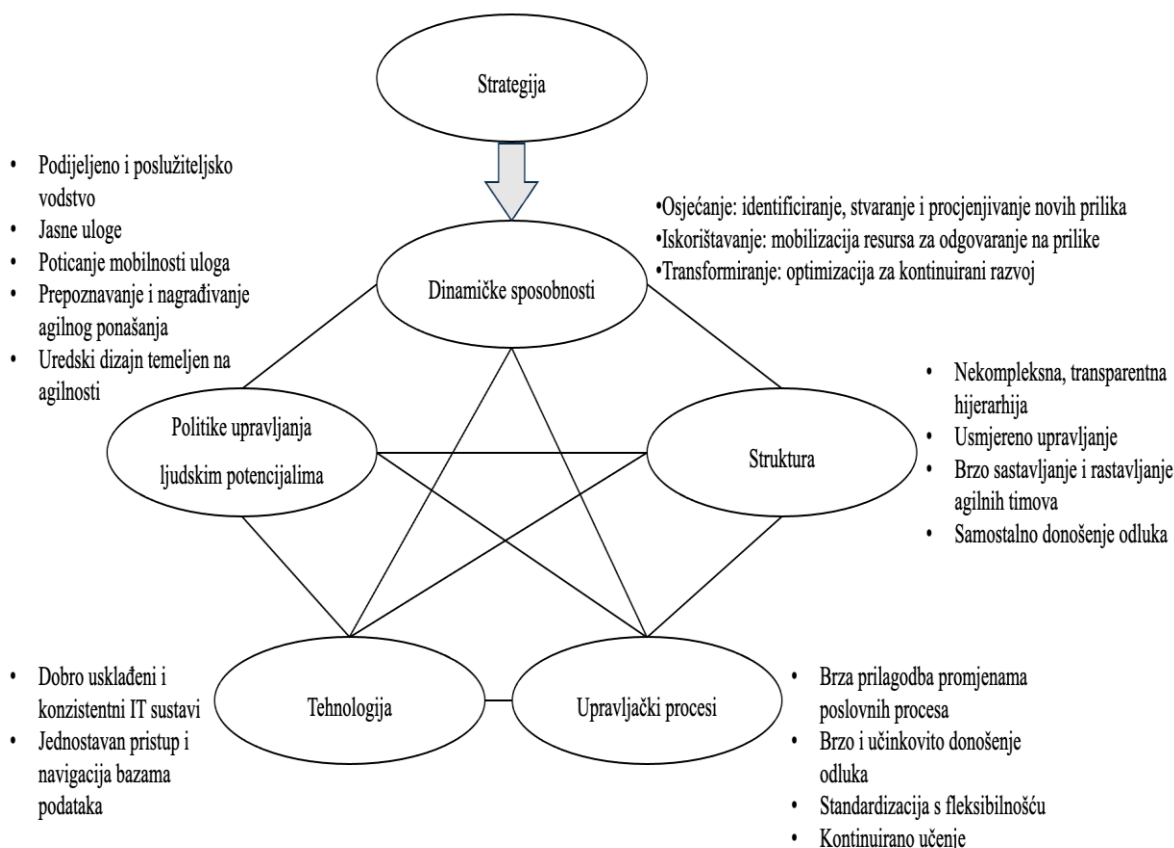 Strategija
• Podijeljeno i poslužiteljsko
vodstvo
• Jasne uloge
• Poticanje mobilnosti uloga
• Prepoznavanje i nagrađivanje
agilnog ponašanja
• Uredski dizajn temeljen na
agilnosti
•Osjećanje: identificiranje, stvaranje i procjenjivanje novih prilika
•Iskorištavanje: mobilizacija resursa za odgovaranje na prilike
•Transformiranje: optimizacija za kontinuirani razvoj
Dinamičke sposobnosti
Politike upravljanja
ljudskim potencijalima
Struktura
• Nekompleksna, transparentna
hijerarhija
• Usmjereno upravljanje
• Brzo sastavljanje i rastavljanje
agilnih timova
• Samostalno donošenje odluka
• Dobro usklađeni i
konzistentni IT sustavi
• Jednostavan pristup i
navigacija bazama
podataka
Tehnologija
Upravljački procesi
• Brza prilagodba promjenama
poslovnih procesa
• Brzo i učinkovito donošenje
odluka
• Standardizacija s fleksibilnošću
• Kontinuirano učenje